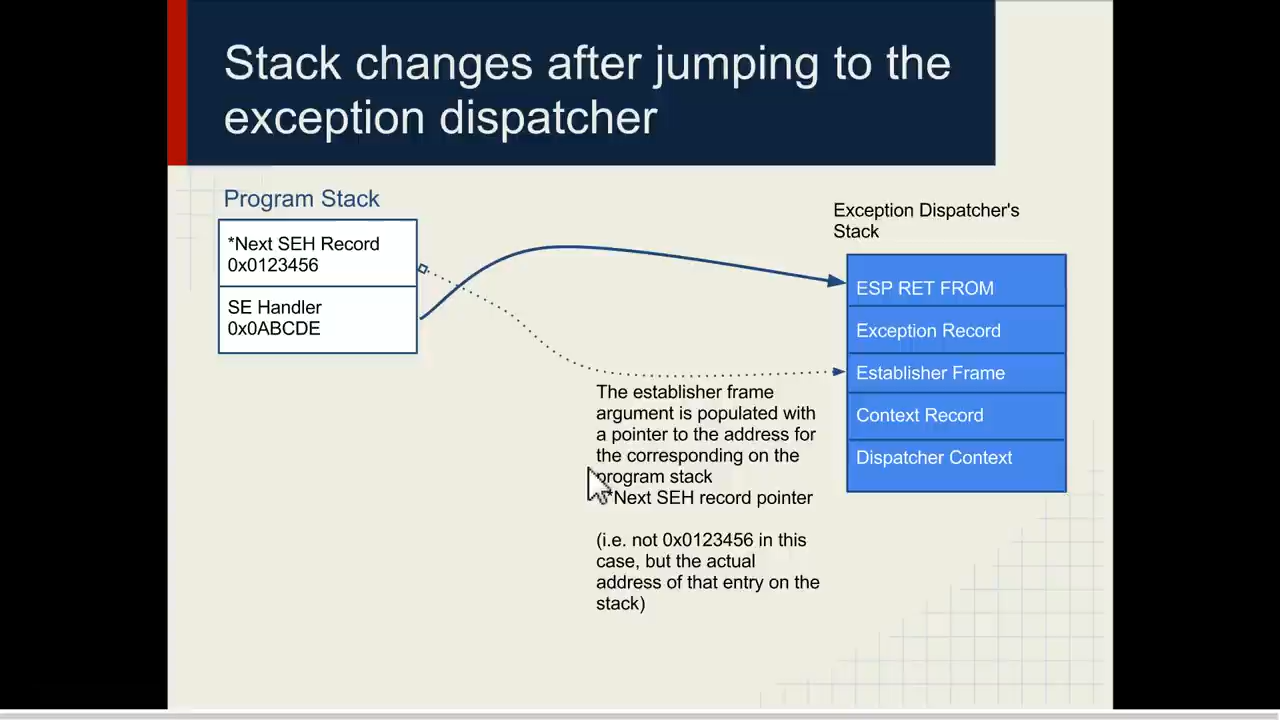 Stack changes after jumping to the
exception dispatcher
Program Stack
*Next SEH Record
0x0123456
SE Handler
0x0ABCDE
Exception Dispatcher's
Stack
ESP RET FROM
Exception Record
Establisher Frame
Context Record
Dispatcher Context
The establisher frame
argument is populated with
a pointer to the address for
the corresponding on the
program stack
*Next SEH record pointer
(i.e. not 0x0123456 in this
case, but the actual
address of that entry on the
stack)